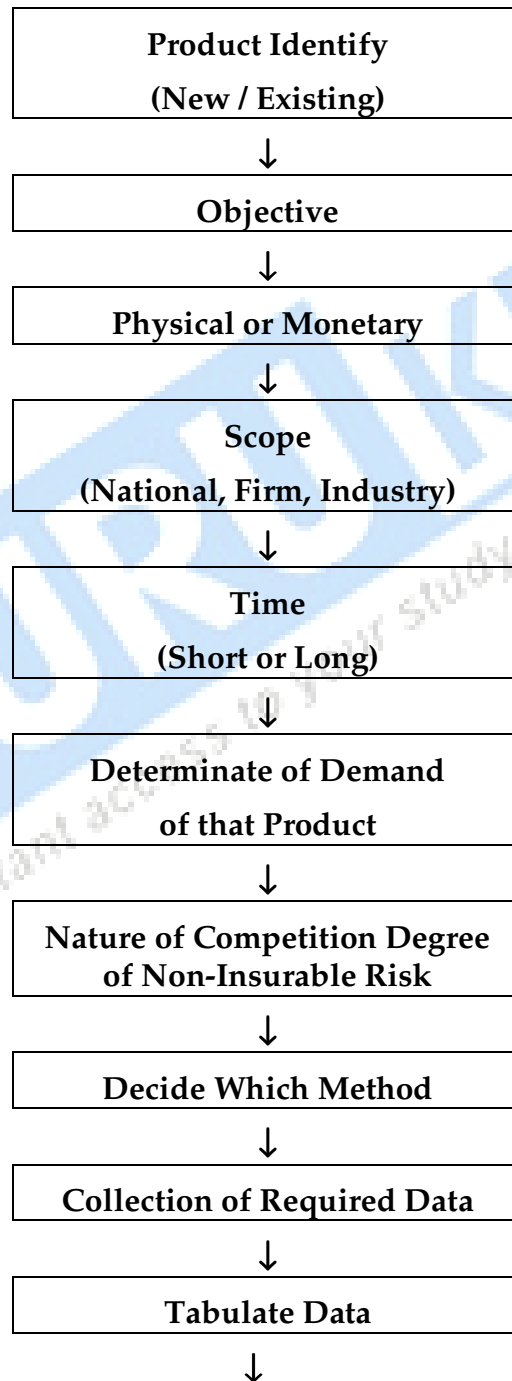 Product Identify
(New / Existing)
↓
Objective
↓
Physical or Monetary
↓
Scope
(National, Firm, Industry)
↓
Time
(Short or Long)
↓
Determinate of Demand
of that Product
↓
Nature of Competition Degree
of Non-Insurable Risk
↓
Decide Which Method
↓
Collection of Required Data
↓
Tabulate Data
↓